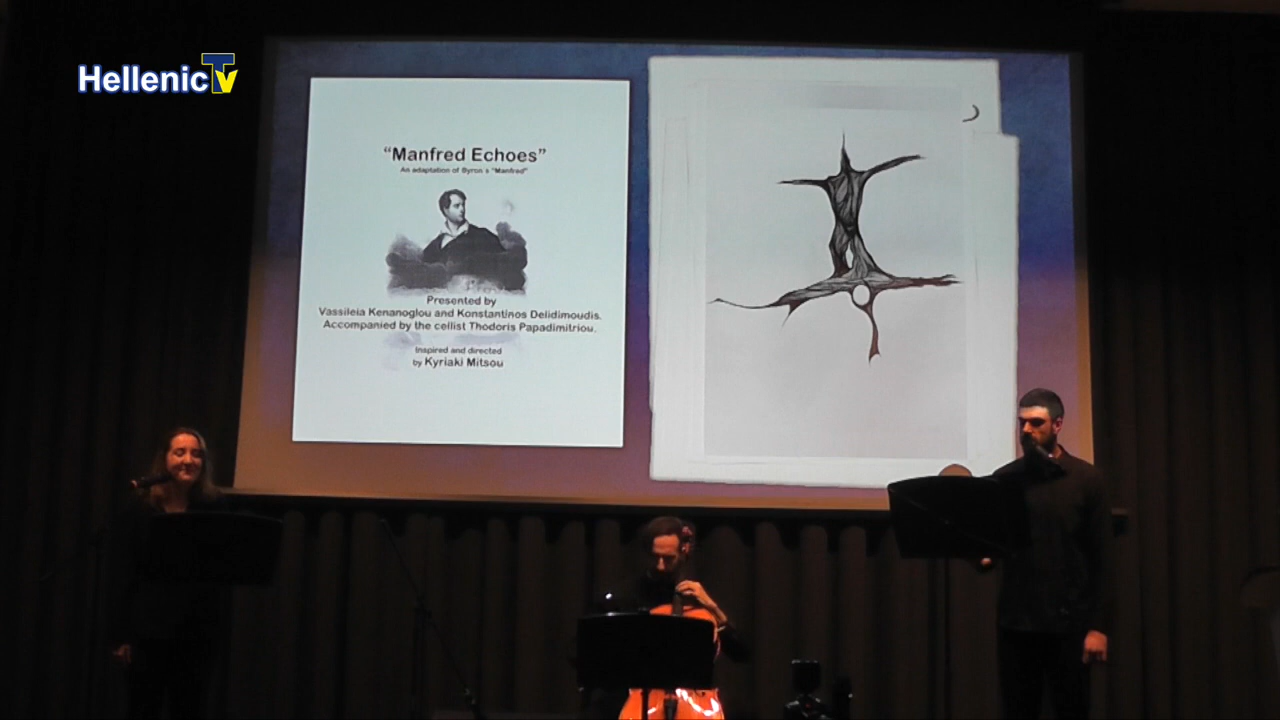 HellenicTv
“Manfred Echoes”
An adaptation of Byron´s "Manfred"
Presented by
Vassileia Kenanoglou and Konstantinos Delidimoudis.
Accompanied by the cellist Thodoris Papadimitriou.
Inspired and directed
by Kyriaki Mitsou